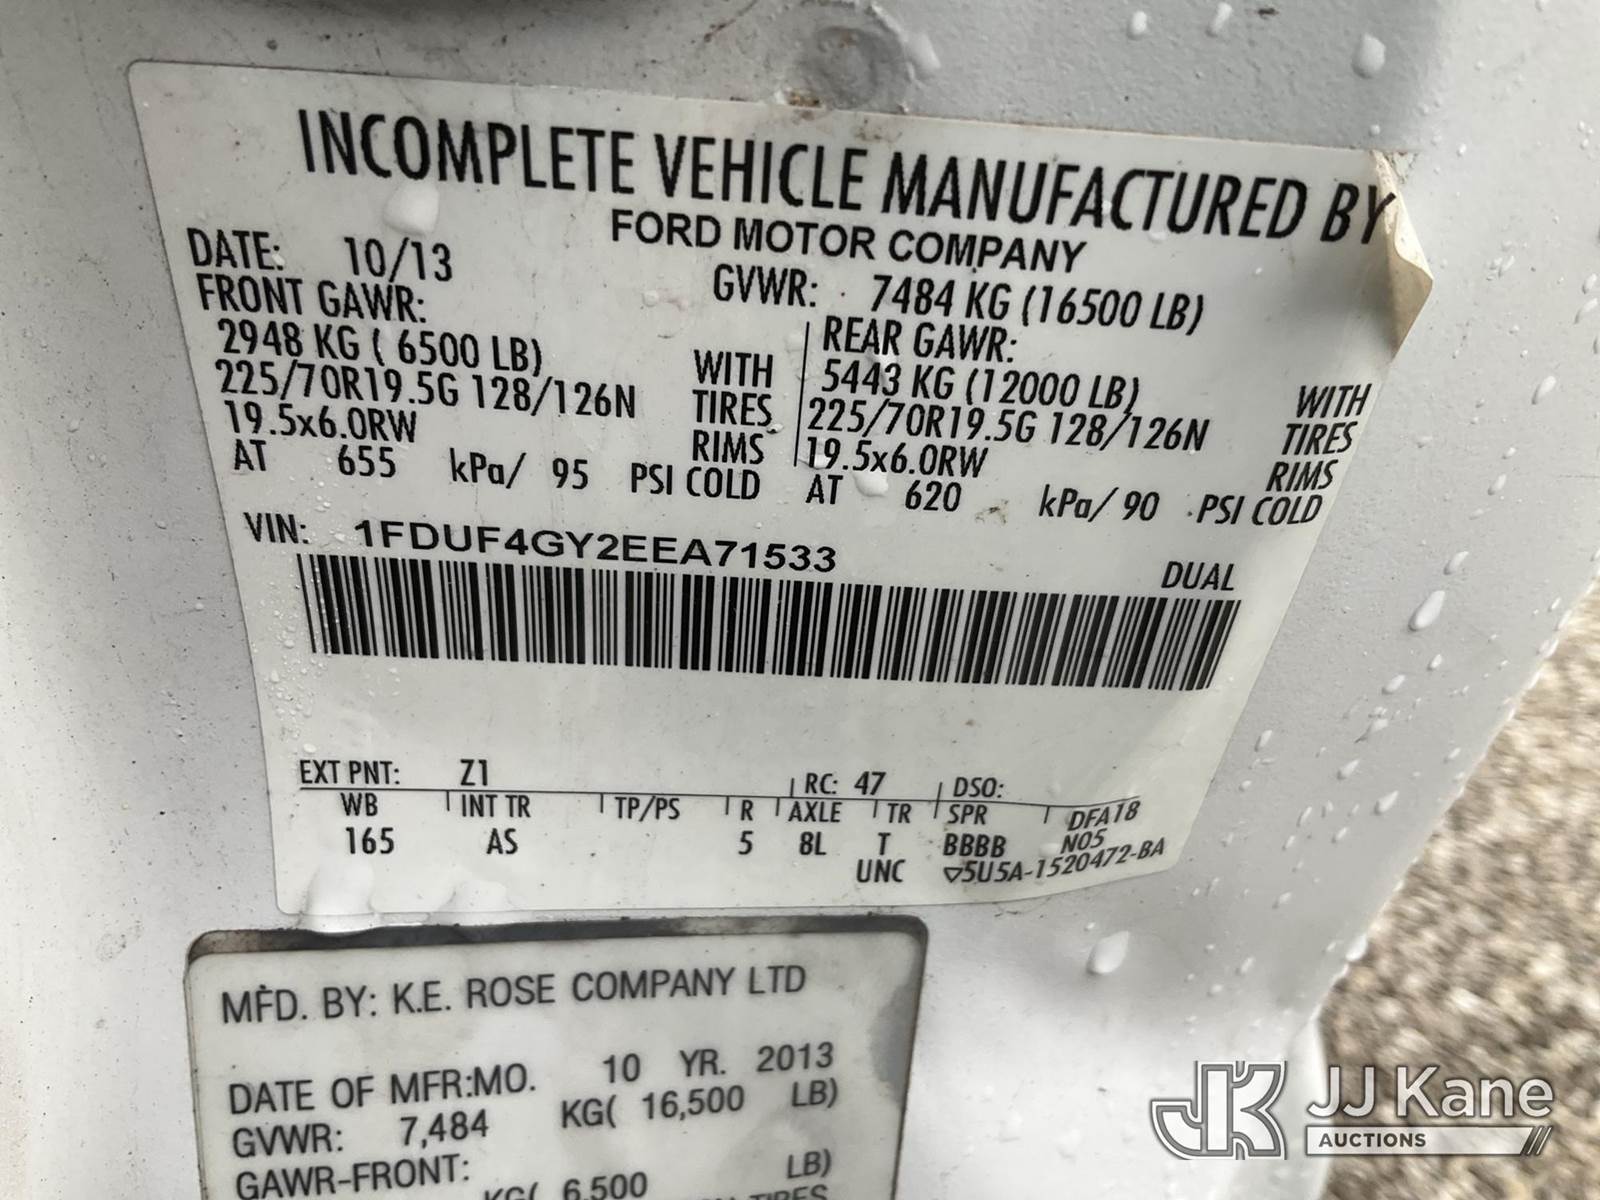 INCOMPLETE VEHICLE MANUFACTURED BY
FORD MOTOR COMPANY
DATE: 10/13 GVWR: 7484 KG (16500 LB)
FRONT GAWR: REAR GAWR:
2948 KG ( 6500 LB) WITH 5443 KG (12000 LB) WITH
225/70R19.5G 128/126N TIRES 225/70R19.5G 128/126N TIRES
19.5x6.0RW RIMS 19.5x6.0RW RIMS
AT 655 kPa/ 95 PSI COLD AT 620 kPa/ 90 PSI COLD
VIN: 1FDUF4GY2EEA71533
DUAL
EXT PNT: Z1 RC: 47 DSO:
WB INT TR TP/PS R AXLE TR SPR DFA18
165 AS 5 8L T BBBB N05
UNC ▽5U5A-1520472-BA
MFD. BY: K.E. ROSE COMPANY LTD
DATE OF MFR:MO. 10 YR. 2013
GVWR: 7,484 KG( 16,500 LB)
GAWR-FRONT: LB)
KG( 6,500 TIRES
JJ Kane
AUCTIONS